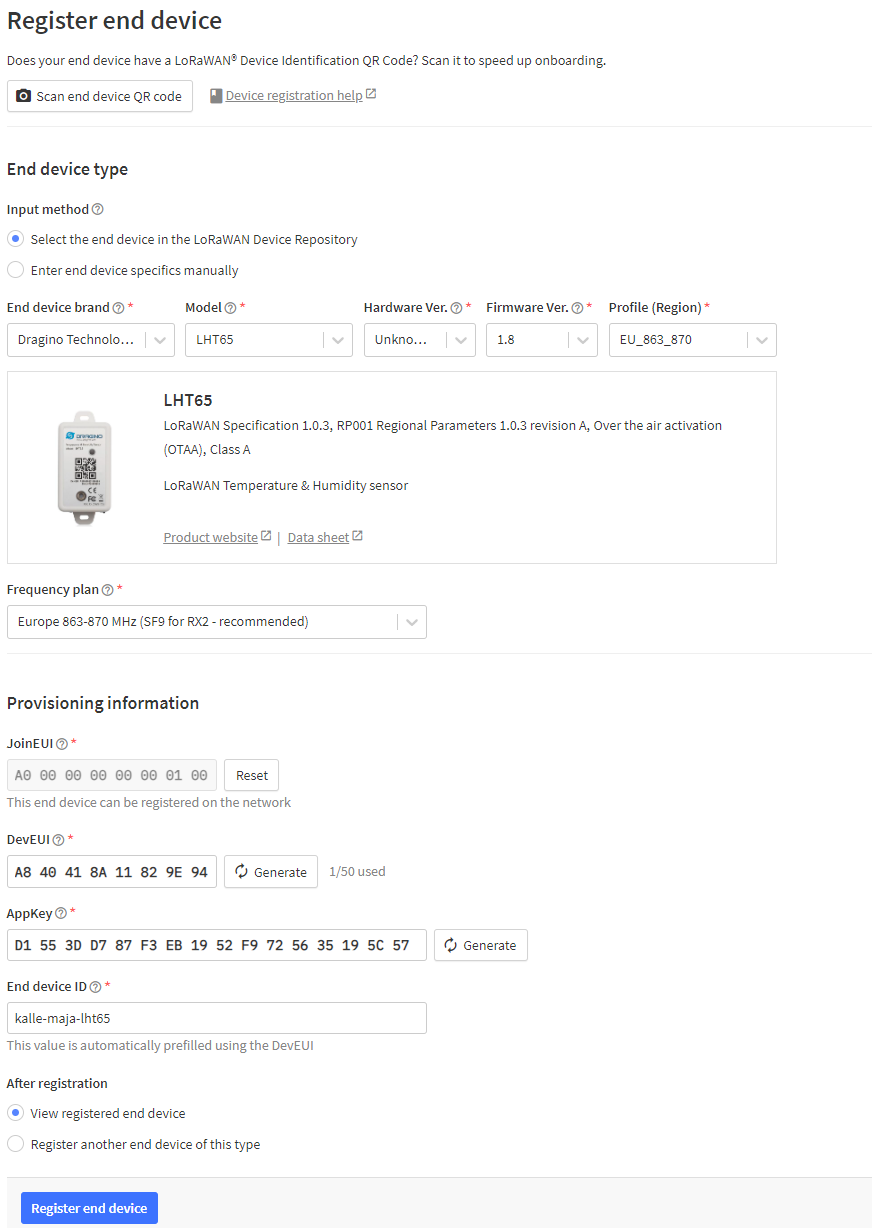 Register end device
Does your end device have a LoRaWAN® Device Identification QR Code? Scan it to speed up onboarding.
Scan end device QR code Device registration help
End device type
Input method
Select the end device in the LoRaWAN Device Repository
Enter end device specifics manually
End device brand * Model * Hardware Ver. * Firmware Ver. * Profile (Region) *
Dragino Technolo... LHT65 Unkno... 1.8 EU_863_870
LHT65
LoRaWAN Specification 1.0.3, RP001 Regional Parameters 1.0.3 revision A, Over the air activation
(OTAA), Class A
LoRaWAN Temperature & Humidity sensor
Product website | Data sheet
DRAGINO
Frequency plan *
Europe 863-870 MHz (SF9 for RX2 - recommended)
Provisioning information
JoinEUI *
A0 00 00 00 00 00 01 00 Reset
This end device can be registered on the network
DevEUI *
A8 40 41 8A 11 82 9E 94 Generate 1/50 used
AppKey *
D1 55 3D D7 87 F3 EB 19 52 F9 72 56 35 19 5C 57 Generate
End device ID *
kalle-maja-lht65
This value is automatically prefilled using the DevEUI
After registration
View registered end device
Register another end device of this type
Register end device